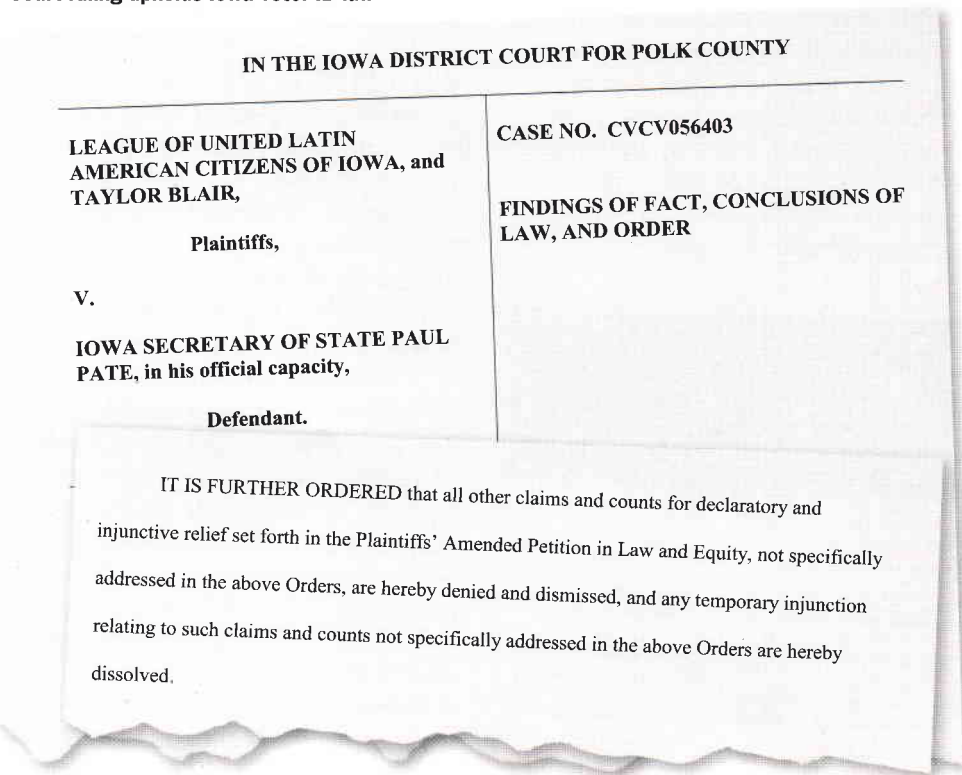 IN THE IOWA DISTRICT COURT FOR POLK COUNTY
LEAGUE OF UNITED LATIN
AMERICAN CITIZENS OF IOWA, and
TAYLOR BLAIR,
Plaintiffs,
V.
IOWA SECRETARY OF STATE PAUL
PATE, in his official capacity,
Defendant.
CASE NO. CVCV056403
FINDINGS OF FACT, CONCLUSIONS OF
LAW, AND ORDER
IT IS FURTHER ORDERED that all other claims and counts for declaratory and
injunctive relief set forth in the Plaintiffs' Amended Petition in Law and Equity, not specifically
addressed in the above Orders, are hereby denied and dismissed, and any temporary injunction
relating to such claims and counts not specifically addressed in the above Orders are hereby
dissolved.